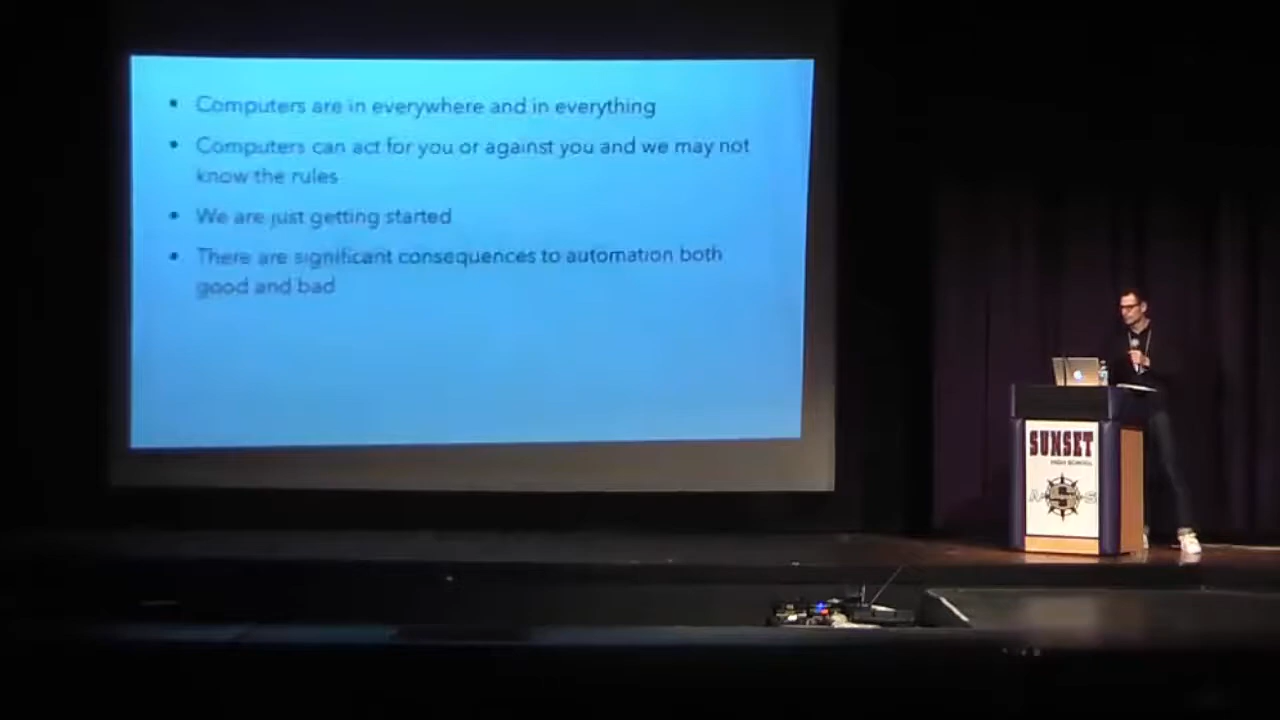 • Computers are in everywhere and in everything
• Computers can act for you or against you and we may not
know the rules
• We are just getting started
• There are significant consequences to automation both
good and bad
SUNSET
HIGH SCHOOL
A S S